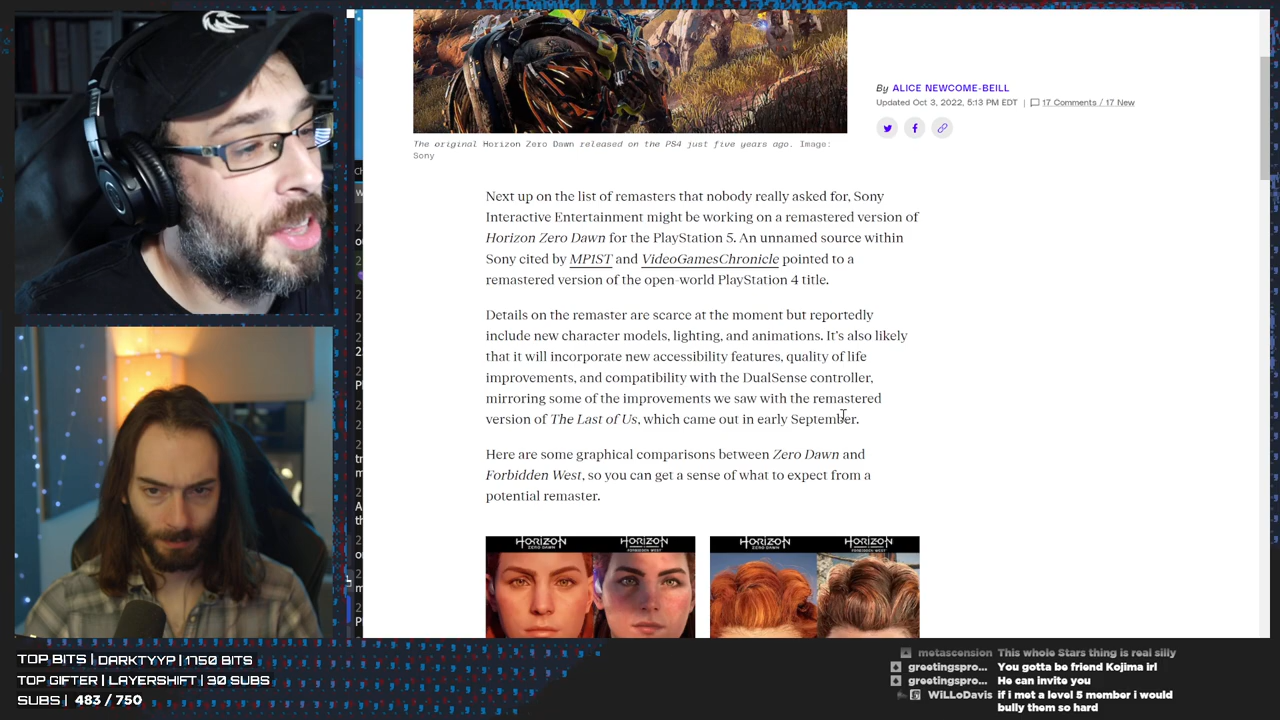 By ALICE NEWCOME-BEILL
Updated Oct 3, 2022, 5:13 PM EDT | 17 Comments / 17 New
The original Horizon Zero Dawn released on the PS4 just five years ago. Image:
Sony
Next up on the list of remasters that nobody really asked for, Sony
Interactive Entertainment might be working on a remastered version of
Horizon Zero Dawn for the PlayStation 5. An unnamed source within
Sony cited by MPIST and VideoGamesChronicle pointed to a
remastered version of the open-world PlayStation 4 title.
Details on the remaster are scarce at the moment but reportedly
include new character models, lighting, and animations. It's also likely
that it will incorporate new accessibility features, quality of life
improvements, and compatibility with the DualSense controller,
mirroring some of the improvements we saw with the remastered
version of The Last of Us, which came out in early September.
Here are some graphical comparisons between Zero Dawn and
Forbidden West, so you can get a sense of what to expect from a
potential remaster.
HORIZON
ZERO DAWN
HORIZON
FORBIDDEN WEST
HORIZON
ZERO DAWN
HORIZON
FORBIDDEN WEST
TOP BITS | DARKTYYP | 1750 BITS
TOP GIFTER | LAYERSHIFT | 30 SUBS
SUBS | 483 / 750
metascension This whole Stars thing is real silly
greetingspro... You gotta be friend Kojima irl
greetingspro... He can invite you
WiLLoDavis if i met a level 5 member i would
bully them so hard